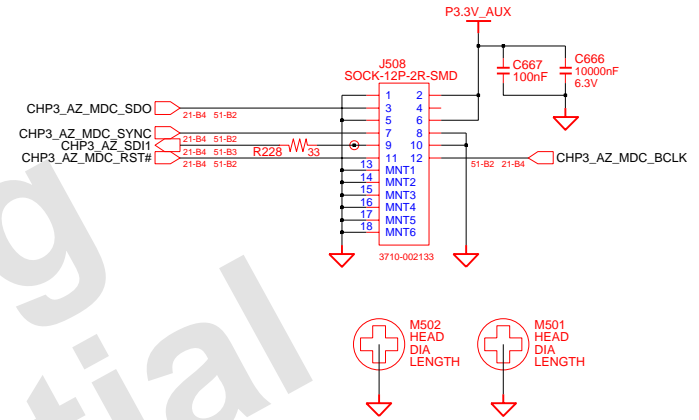 P3.3V_AUX
J508
SOCK-12P-2R-SMD
C667
100nF
C666
10000nF
6.3V
CHP3_AZ_MDC_SDO
21-B4 51-B2
CHP3_AZ_MDC_SYNC
21-B4 51-B2
CHP3_AZ_SDI1
21-B4 51-B3
R228
33
CHP3_AZ_MDC_RST#
21-B4 51-B2
1 2
3 4
5 6
7 8
9 10
11 12
13 MNT1
14 MNT2
15 MNT3
16 MNT4
17 MNT5
18 MNT6
51-B2 21-B4
CHP3_AZ_MDC_BCLK
3710-002133
M502
HEAD
DIA
LENGTH
M501
HEAD
DIA
LENGTH